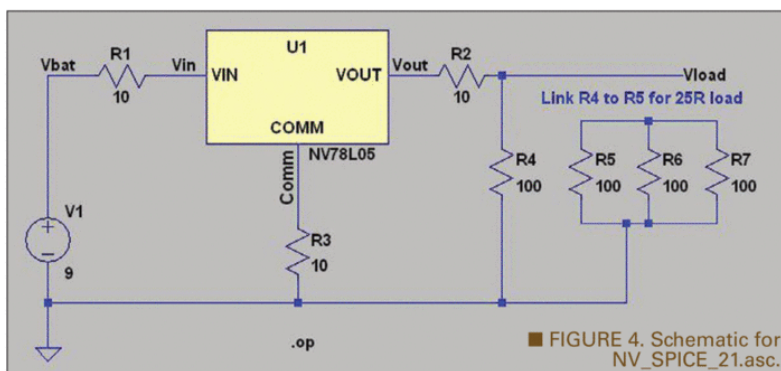 U1
R1
R2
Vbat
Vin
VIN
VOUT
Vout
Vload
10
10
Link R4 to R5 for 25R load
COMM
NV78L05
Comm
R4
100
R5
100
R6
100
R7
100
V1
+
−
9
R3
10
.op
■ FIGURE 4. Schematic for
NV_SPICE_21.asc.